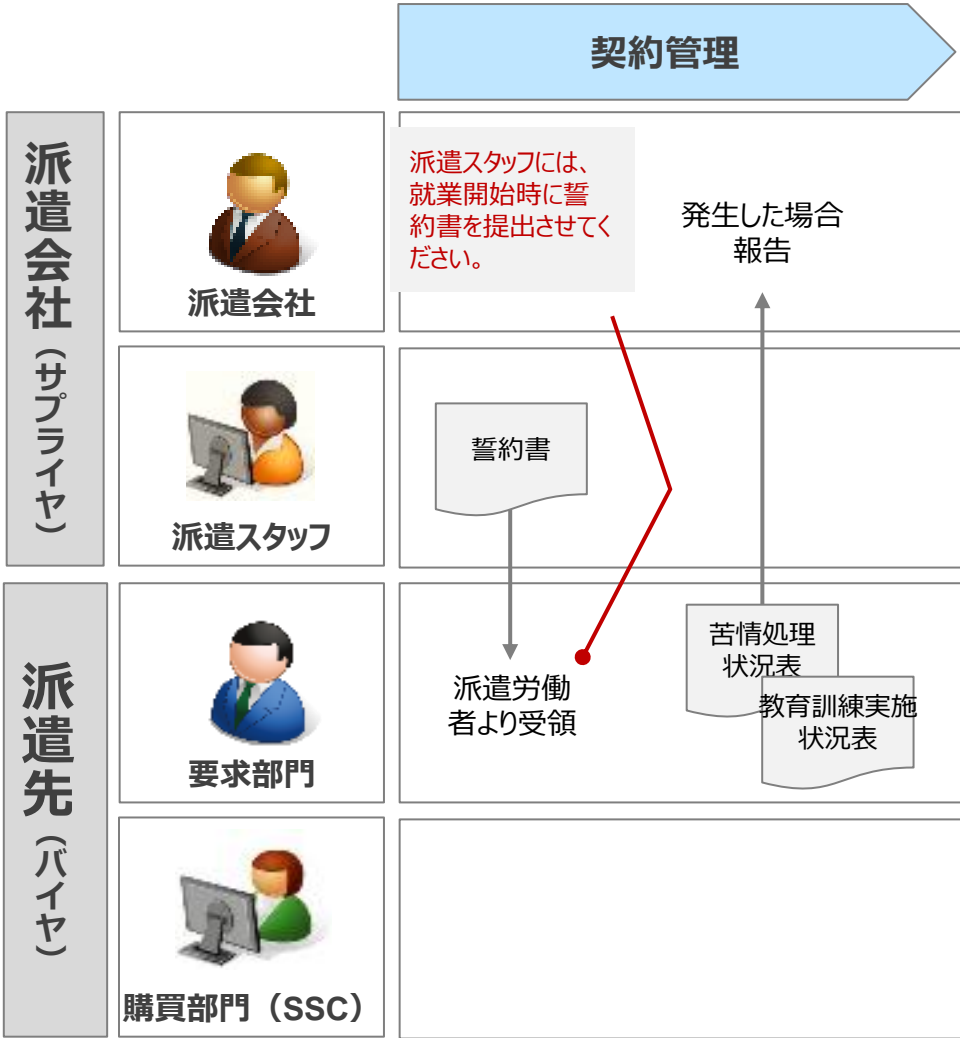 契約管理
派遣会社（サプライヤ）
派遣会社
派遣スタッフには、
就業開始時に誓
約書を提出させてく
ださい。
発生した場合
報告
派遣スタッフ
誓約書
派遣先（バイヤ）
要求部門
派遣労働
者より受領
苦情処理
状況表
教育訓練実施
状況表
購買部門（SSC）